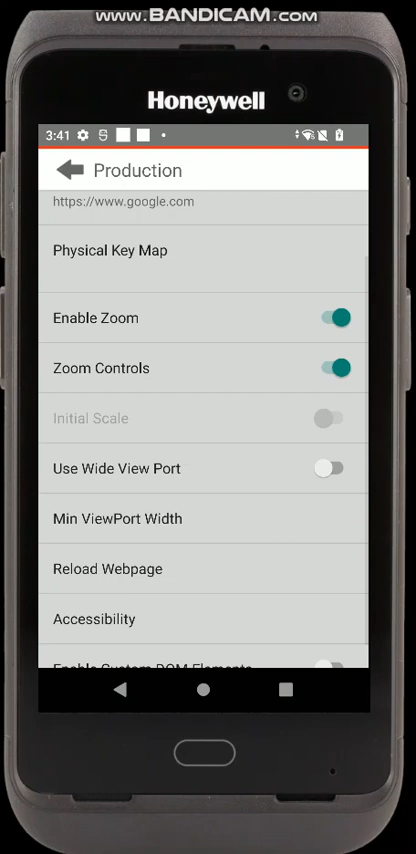 www.BANDICAM.com
Honeywell
3:41
Production
https://www.google.com
Physical Key Map
Enable Zoom
Zoom Controls
Initial Scale
Use Wide View Port
Min ViewPort Width
Reload Webpage
Accessibility
Enable Custom DOM Elements